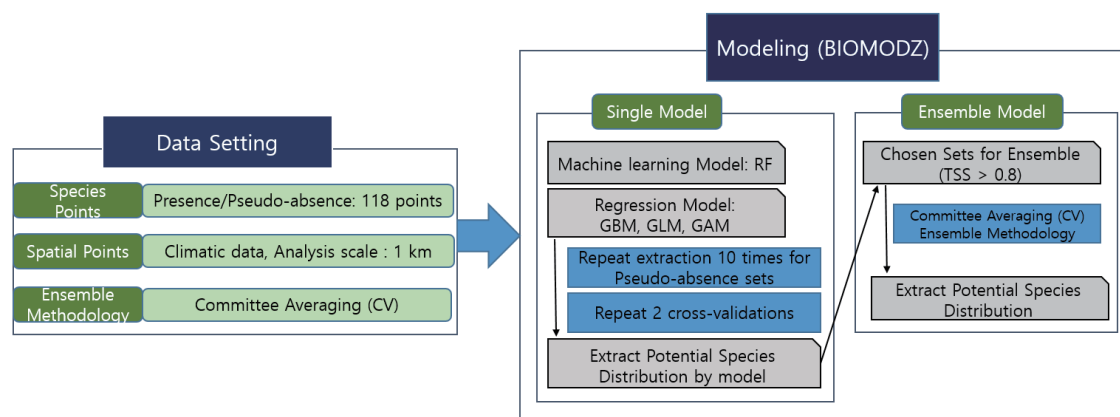 Data Setting
Species
Points
Presence/Pseudo-absence: 118 points
Spatial Points
Climatic data, Analysis scale : 1 km
Ensemble
Methodology
Committee Averaging (CV)
Modeling (BIOMODZ)
Single Model
Machine learning Model: RF
Regression Model:
GBM, GLM, GAM
Repeat extraction 10 times for
Pseudo-absence sets
Repeat 2 cross-validations
Extract Potential Species
Distribution by model
Ensemble Model
Chosen Sets for Ensemble
(TSS > 0.8)
Committee Averaging (CV)
Ensemble Methodology
Extract Potential Species
Distribution